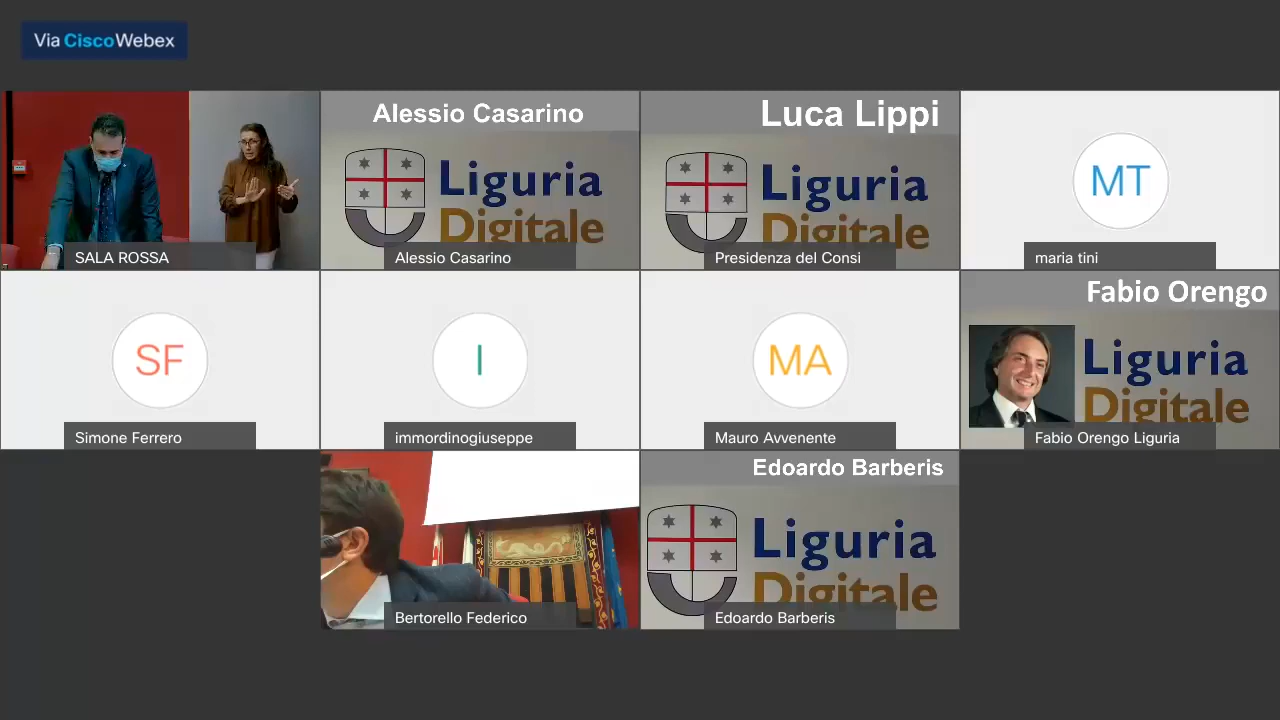 Via Cisco Webex
Alessio Casarino
Luca Lippi
Liguria
Digitale
Liguria
Digitale
MT
SALA ROSSA
Alessio Casarino
Presidenza del Consi
maria tini
SF
I
MA
Fabio Orengo
Liguria
Digitale
Simone Ferrero
immordinogiuseppe
Mauro Avvenente
Fabio Orengo Liguria
Edoardo Barberis
Liguria
Digitale
Bertorello Federico
Edoardo Barberis